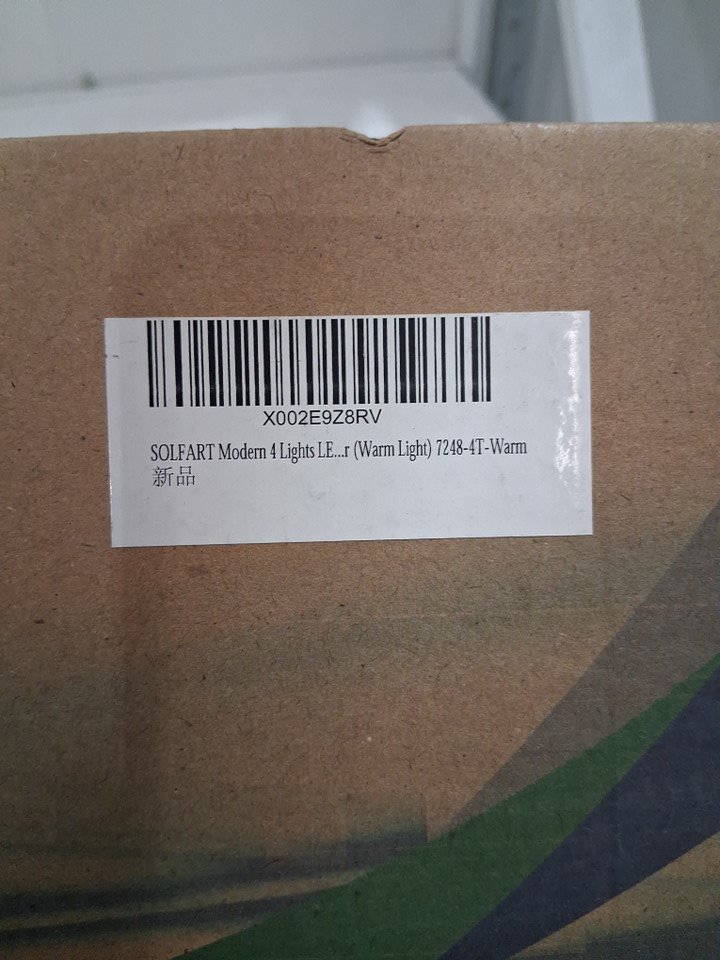 X002E9Z8RV
SOLFART Modern 4 Lights LE...r (Warm Light) 7248-4T-Warm
新品